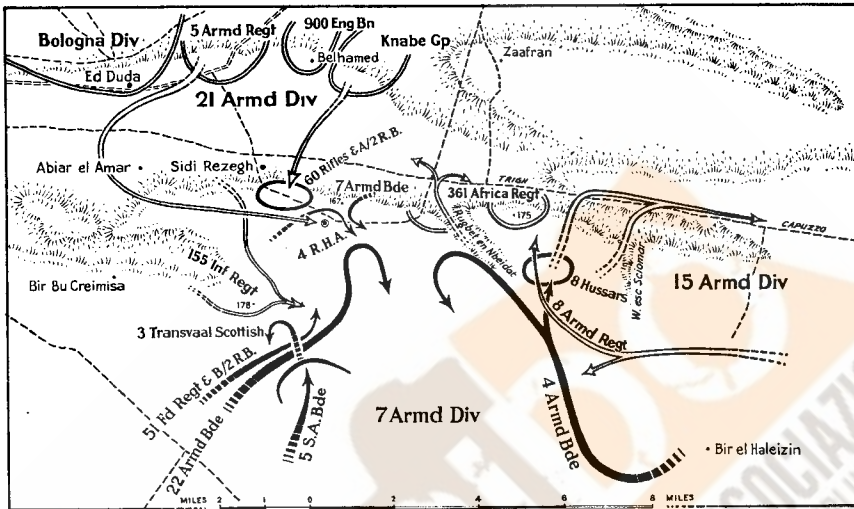 Bologna Div
5 Armd Regt
900 Eng Bn
Knabe Gp
Ed Duda
Belhamed
Zaafran
21 Armd Div
Abiar el Amar
Sidi Rezegh
60 Rifles & A/2 R.B.
7 Armd Bde
361 Africa Regt
TRIGH
CAPUZZO
167
175
4 R.H.A.
Rugbet en Nbeidat
155 Inf Regt
Bir Bu Creimisa
178
8 Hussars
W. esc Sciomar
15 Armd Div
3 Transvaal Scottish
8 Armd Regt
51 Fd Regt & B/2 R.B.
22 Armd Bde
5 S.A. Bde
7 Armd Div
4 Armd Bde
Bir el Haleizin
MILES 2 1 0 2 4 6 8 MILES
SOCIAZIO